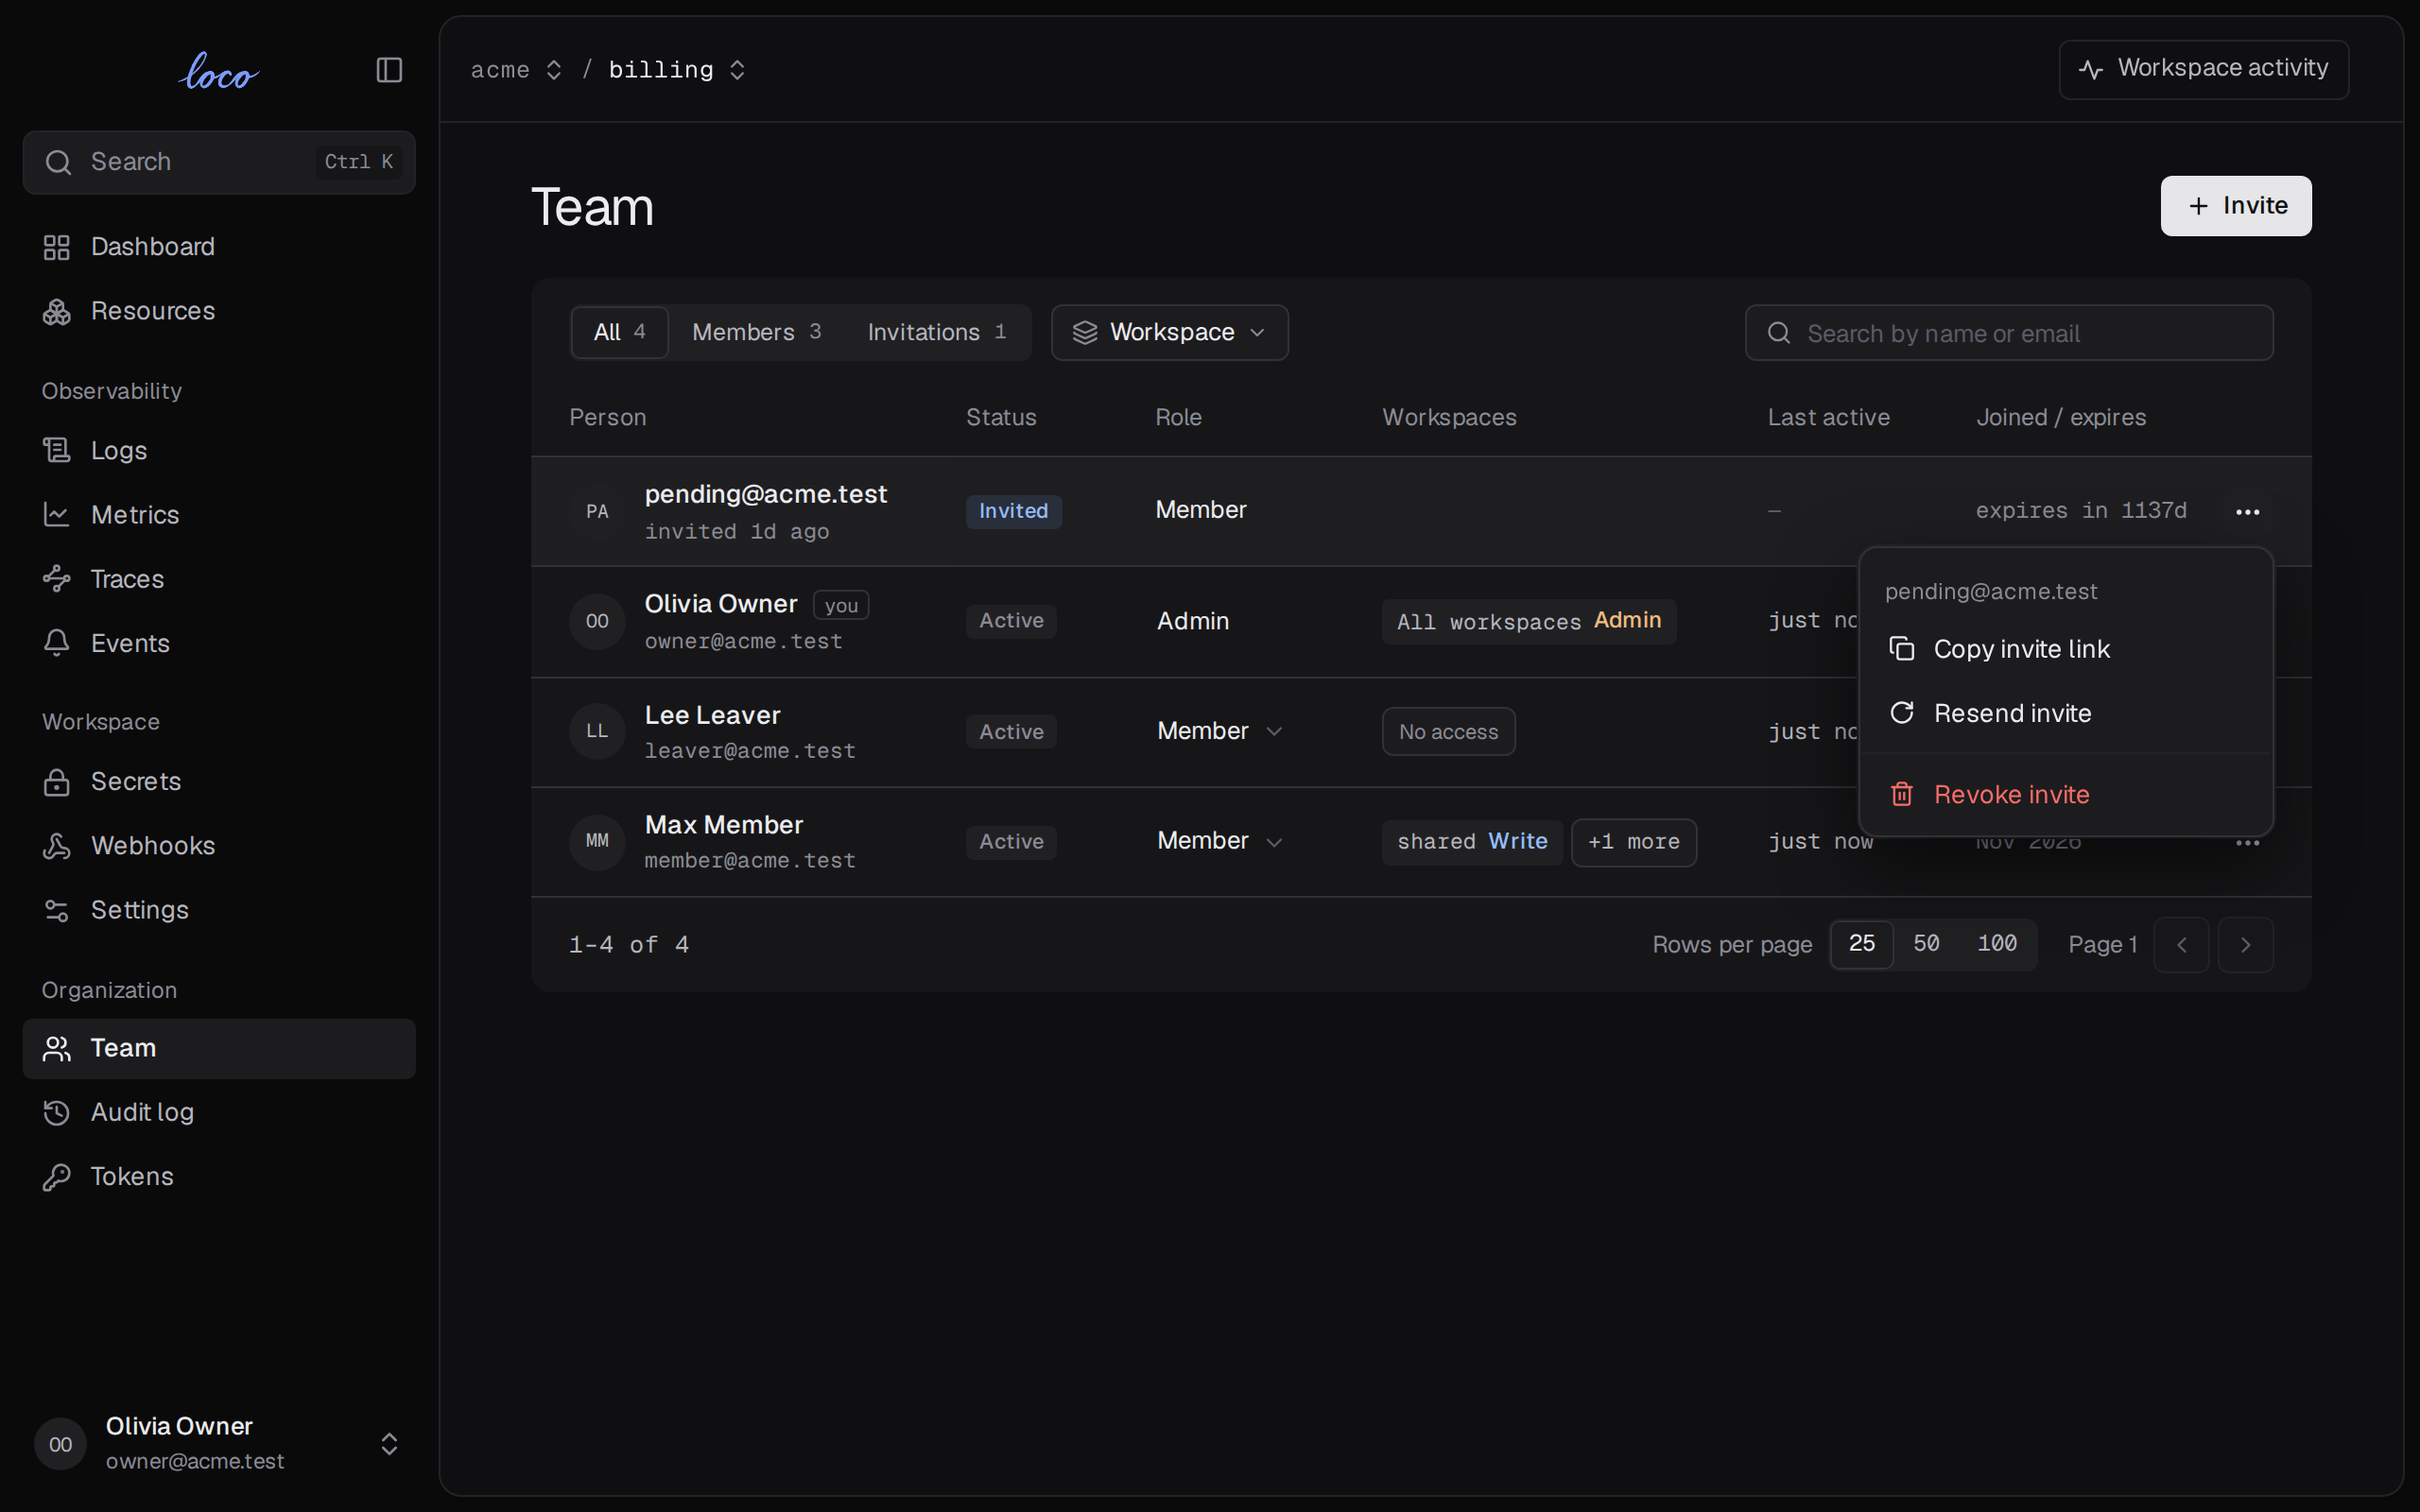 loco
Search Ctrl K
Dashboard
Resources
Observability
Logs
Metrics
Traces
Events
Workspace
Secrets
Webhooks
Settings
Organization
Team
Audit log
Tokens
OO Olivia Owner
owner@acme.test
acme / billing
Workspace activity
Team
Invite
All 4 Members 3 Invitations 1 Workspace
Search by name or email
Person Status Role Workspaces Last active Joined / expires
PA pending@acme.test Invited Member – expires in 1137d
invited 1d ago
OO Olivia Owner you Active Admin All workspaces Admin just
owner@acme.test
LL Lee Leaver Active Member No access just
leaver@acme.test
MM Max Member Active Member shared Write +1 more just now Nov 2026
member@acme.test
pending@acme.test
Copy invite link
Resend invite
Revoke invite
1–4 of 4
Rows per page 25 50 100 Page 1